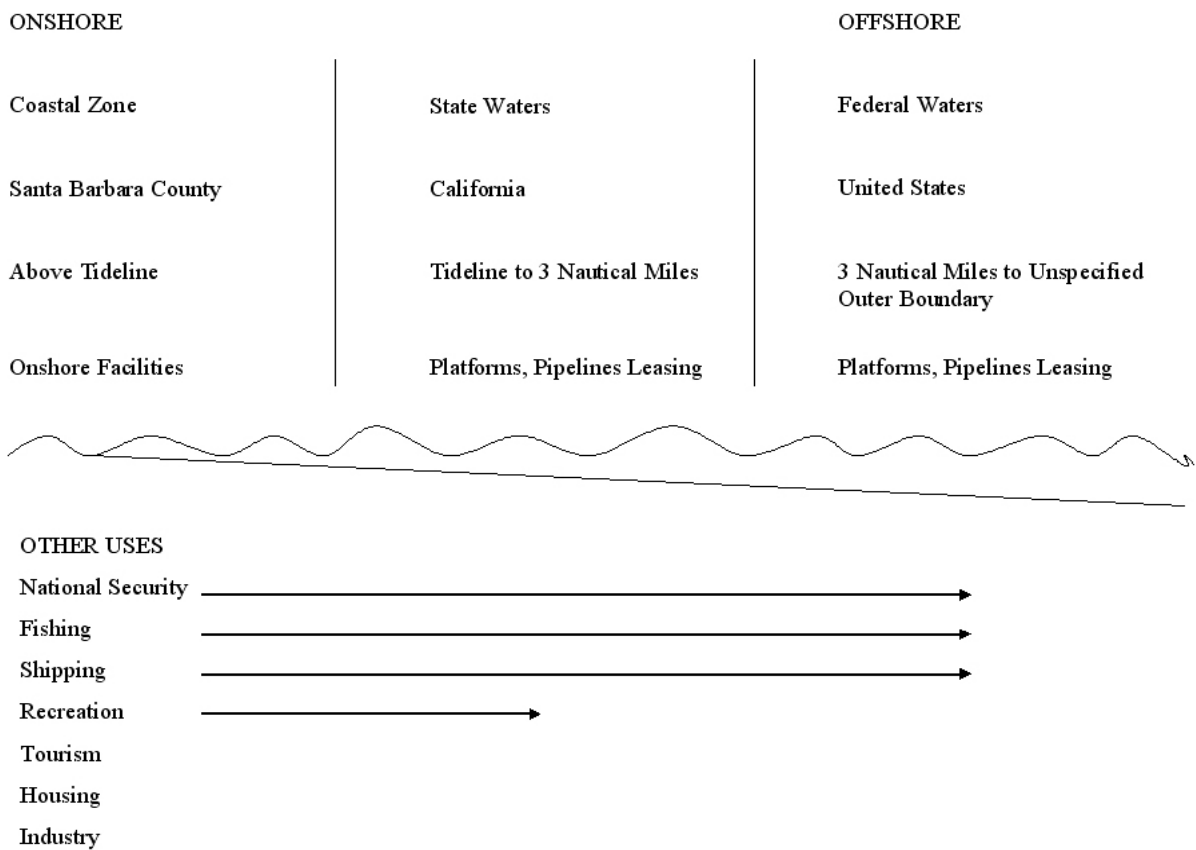 ONSHORE
OFFSHORE
Coastal Zone
State Waters
Federal Waters
Santa Barbara County
California
United States
Above Tideline
Tideline to 3 Nautical Miles
3 Nautical Miles to Unspecified
Outer Boundary
Onshore Facilities
Platforms, Pipelines Leasing
Platforms, Pipelines Leasing
OTHER USES
National Security
Fishing
Shipping
Recreation
Tourism
Housing
Industry